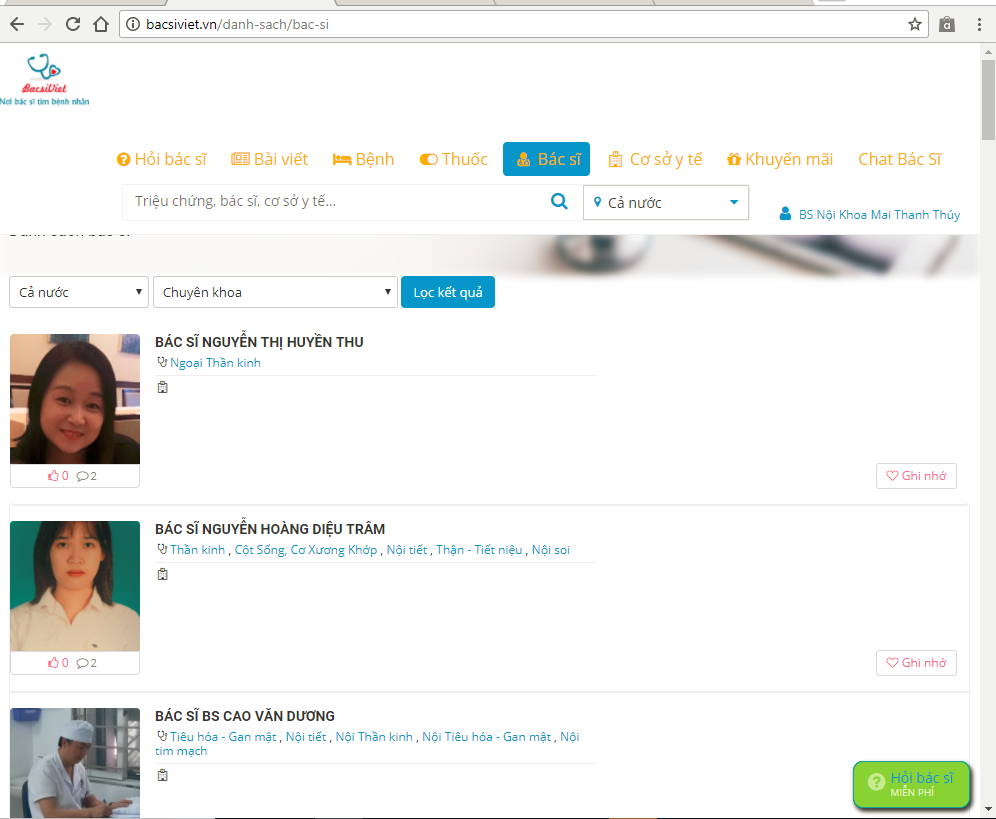 bacsiviet.vn/danh-sach/bac-si
BacsiViet
Nơi bác sĩ tìm bệnh nhân
Hỏi bác sĩ Bài viết Bệnh Thuốc Bác sĩ Cơ sở y tế Khuyến mãi Chat Bác Sĩ
Triệu chứng, bác sĩ, cơ sở y tế... Cả nước BS Nội Khoa Mai Thanh Thúy
Danh sách bác sĩ
Cả nước Chuyên khoa Lọc kết quả
BÁC SĨ NGUYỄN THỊ HUYỀN THU
Ngoại Thần kinh
0 2 Ghi nhớ
BÁC SĨ NGUYỄN HOÀNG DIỆU TRÂM
Thần kinh , Cột Sống, Cơ Xương Khớp , Nội tiết , Thận - Tiết niệu , Nội soi
0 2 Ghi nhớ
BÁC SĨ BS CAO VĂN DƯƠNG
Tiêu hóa - Gan mật , Nội tiết , Nội Thần kinh , Nội Tiêu hóa - Gan mật , Nội
tim mạch
Hỏi bác sĩ
MIỄN PHÍ